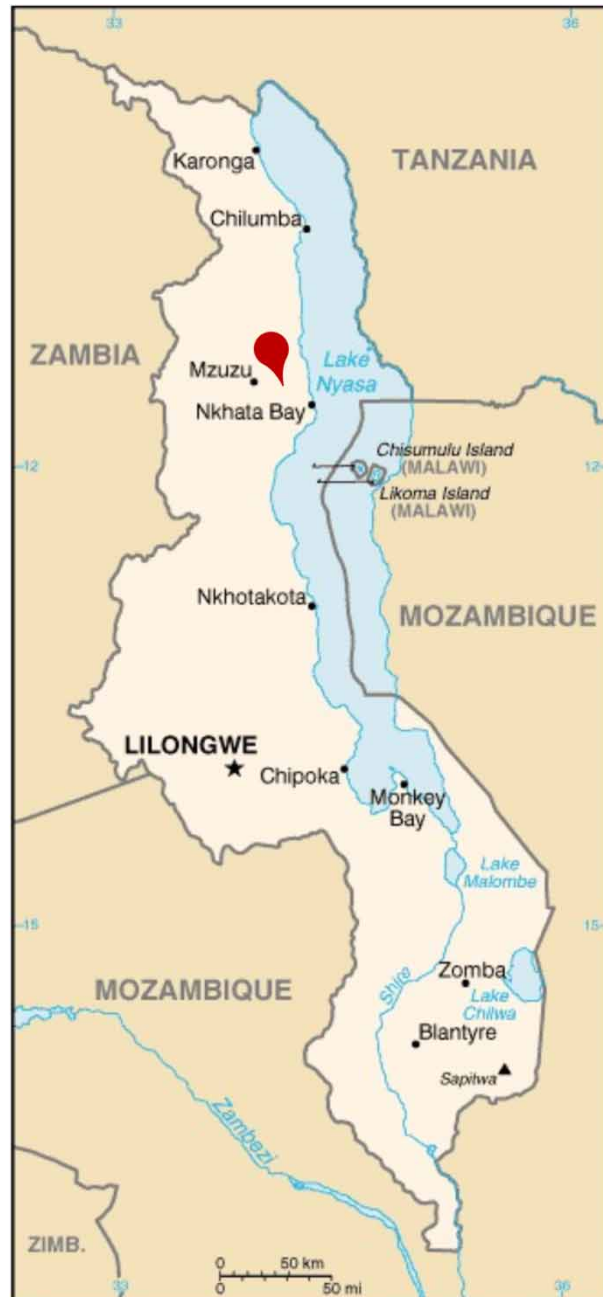 33
36
Karonga
TANZANIA
Chilumba
ZAMBIA
Mzuzu
Lake
Nyasa
Nkhata Bay
12
Chisumulu Island
(MALAWI)
12
Likoma Island
(MALAWI)
Nkhotakota
MOZAMBIQUE
LILONGWE
Chipoka
Monkey
Bay
Lake
Malombe
15
15
MOZAMBIQUE
Shire
Zomba
Lake
Chilwa
Blantyre
Sapitwa
Zambezi
ZIMB.
0 50 km
0 50 mi
33
36